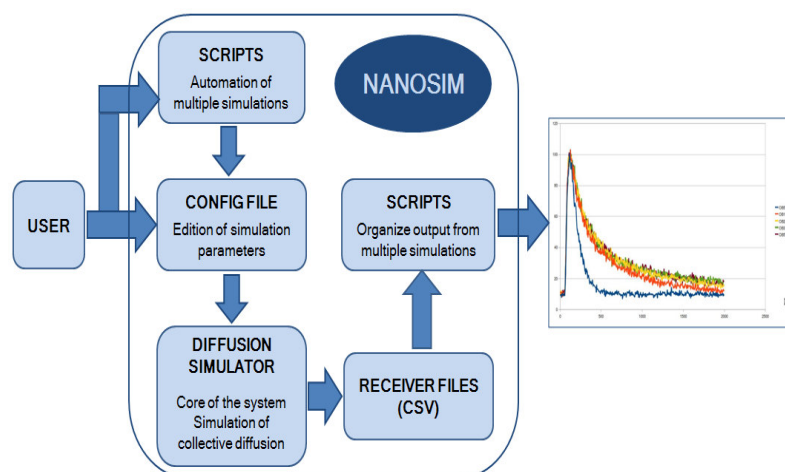 SCRIPTS
Automation of
multiple simulations
NANOSIM
USER
CONFIG FILE
Edition of simulation
parameters
SCRIPTS
Organize output from
multiple simulations
DIFFUSION
SIMULATOR
Core of the system
Simulation of
collective diffusion
RECEIVER FILES
(CSV)
120
100
80
60
40
20
0
0
500
1000
1500
2000
2500